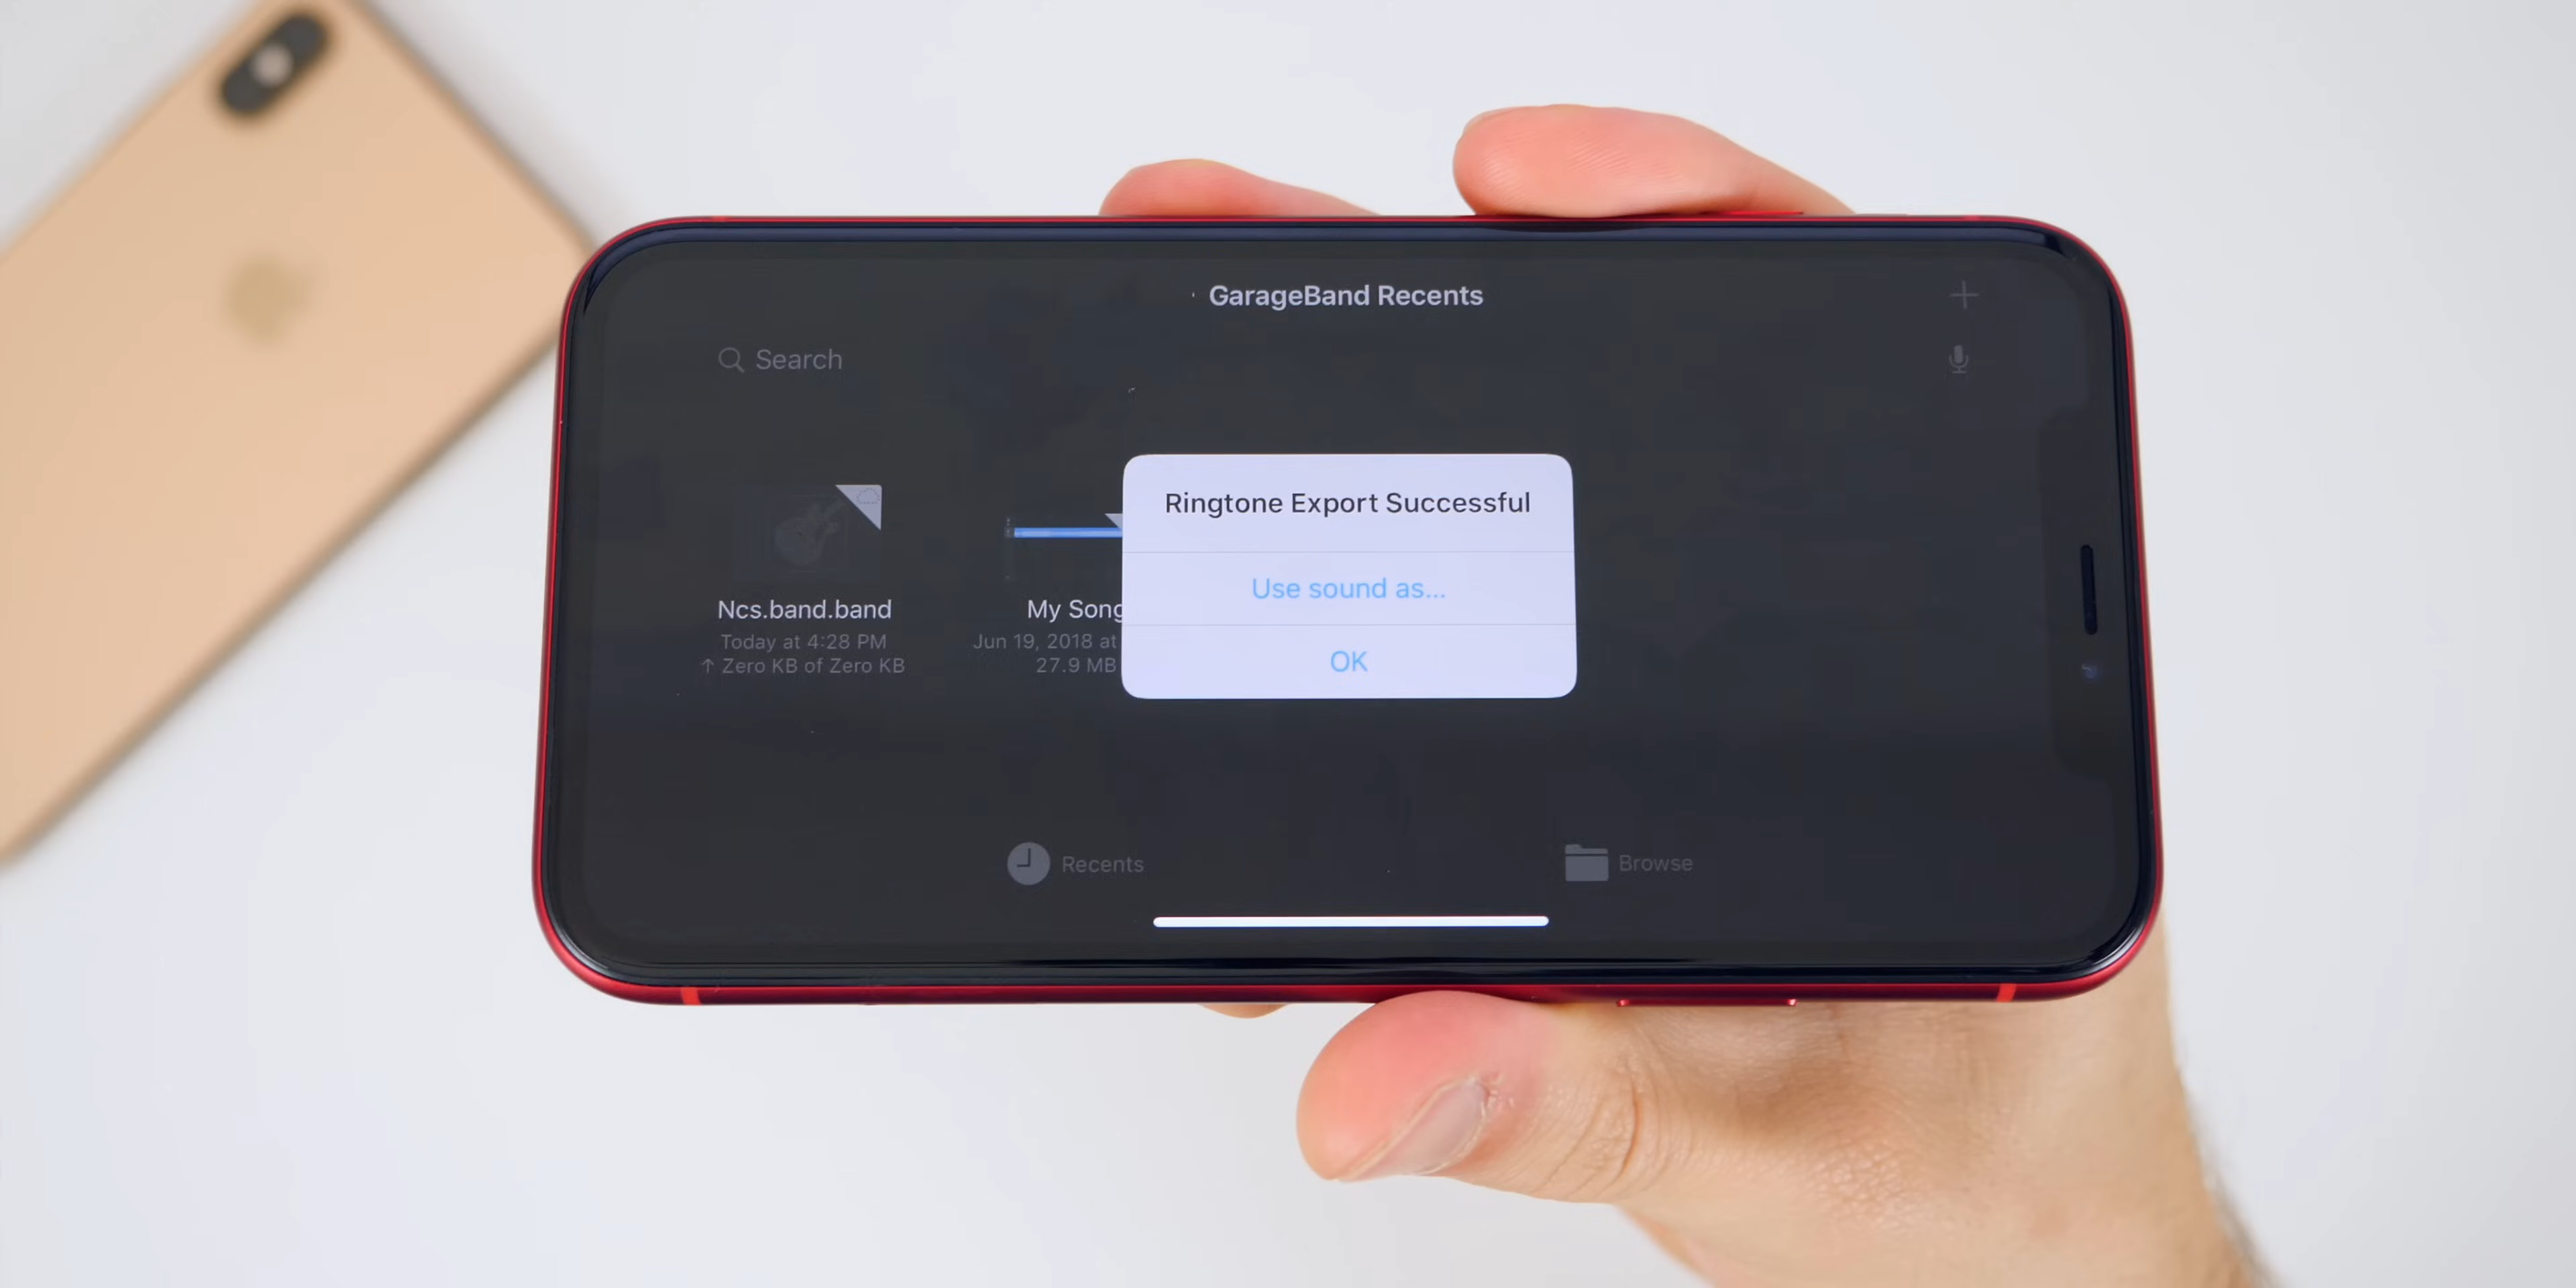 GarageBand Recents
Search
Ringtone Export Successful
Use sound as...
OK
Ncs.band.band
Today at 4:28 PM
↑ Zero KB of Zero KB
My Song
Jun 19, 2018 at
27.9 MB
Recents
Browse